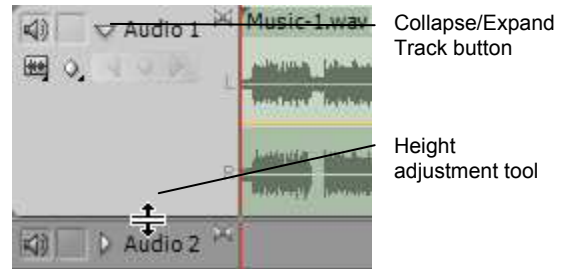 Audio 1
Music-1.wav
Collapse/Expand
Track button
L
R
Height
adjustment tool
Audio 2